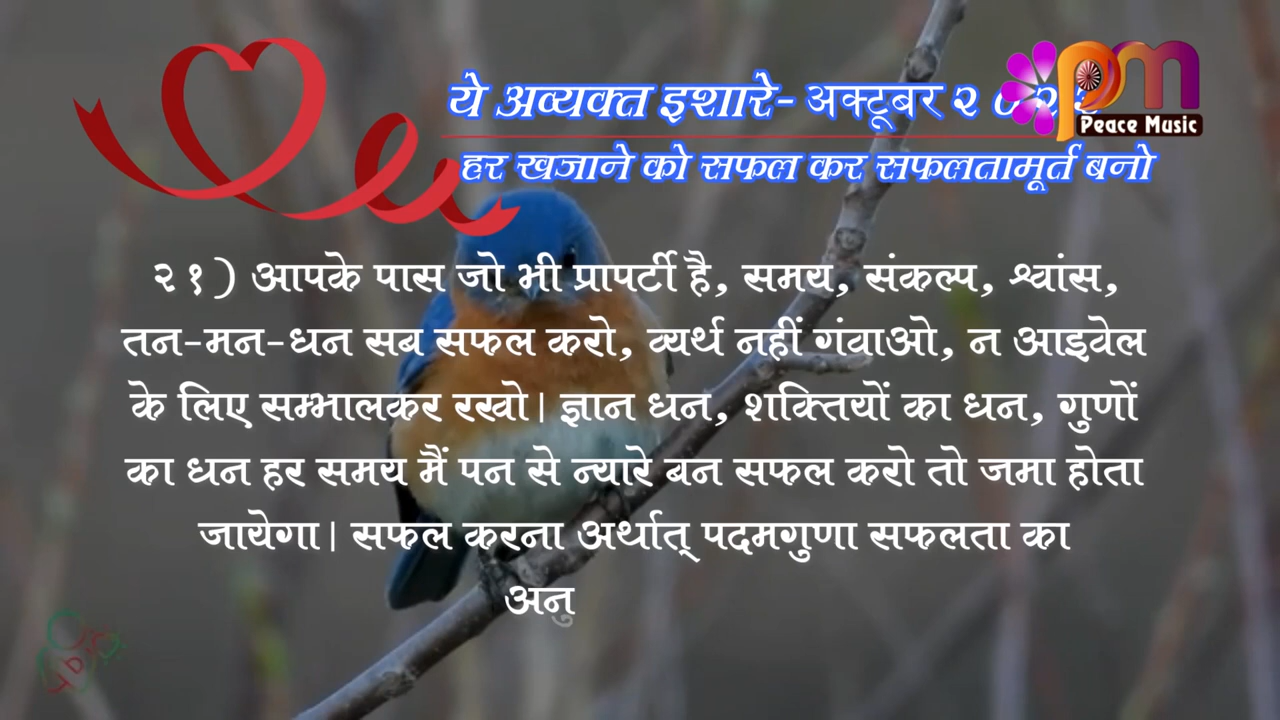 ये अव्यक्त इशारे- अक्टूबर
हर खजाने को सफल कर सफलतामूर्त बनो
pm
Peace Music
२१) आपके पास जो भी प्रापर्टी है, समय, संकल्प, श्वांस,
तन-मन-धन सब सफल करो, व्यर्थ नहीं गंवाओ, न आइवेल
के लिए सम्भालकर रखो। ज्ञान धन, शक्तियों का धन, गुणों
का धन हर समय मैं पन से न्यारे बन सफल करो तो जमा होता
जायेगा। सफल करना अर्थात् पदमगुणा सफलता का
अनु